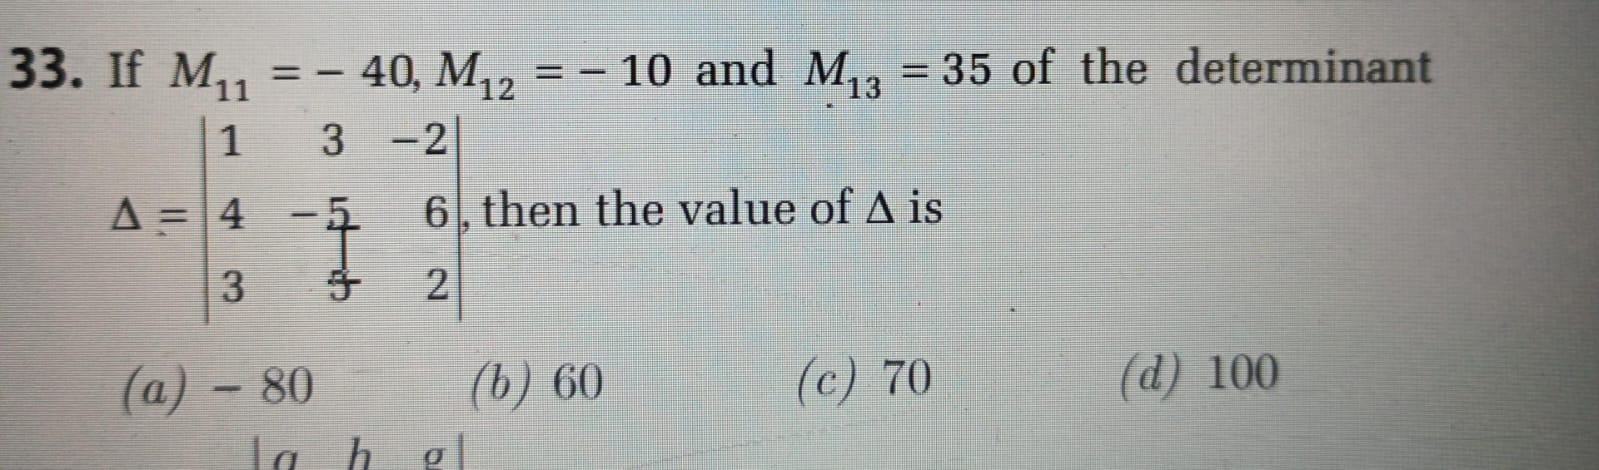 33. If M₁₁ = – 40, M₁₂ = – 10 and M₁₃ = 35 of the determinant
1 3 –2
Δ = 4 –5 6 , then the value of Δ is
3 5 2
(a) – 80 (b) 60 (c) 70 (d) 100
a h g